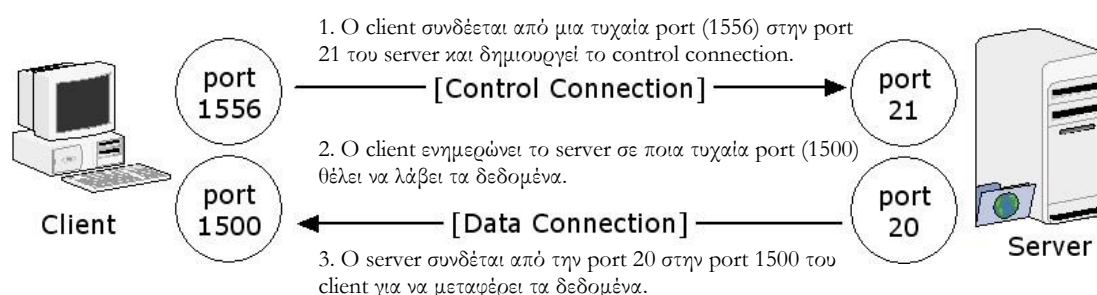 1. Ο client συνδέεται από μια τυχαία port (1556) στην port
21 του server και δημιουργεί το control connection.
port
1556
[Control Connection]
port
21
2. Ο client ενημερώνει το server σε ποια τυχαία port (1500)
θέλει να λάβει τα δεδομένα.
Client
port
1500
[Data Connection]
port
20
Server
3. Ο server συνδέται από την port 20 στην port 1500 του
client για να μεταφέρει τα δεδομένα.